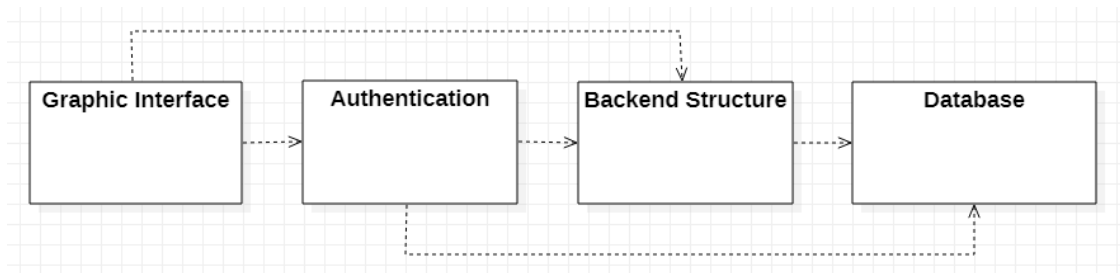 Graphic Interface
Authentication
Backend Structure
Database